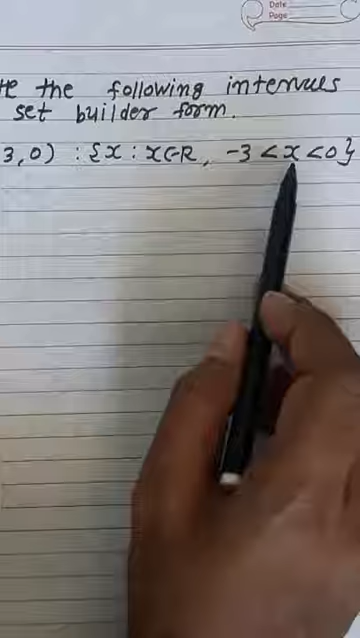 Date
Page
te the following intervals
set builder form.
3, 0) : {x : x ∈ R, -3 < x < 0}